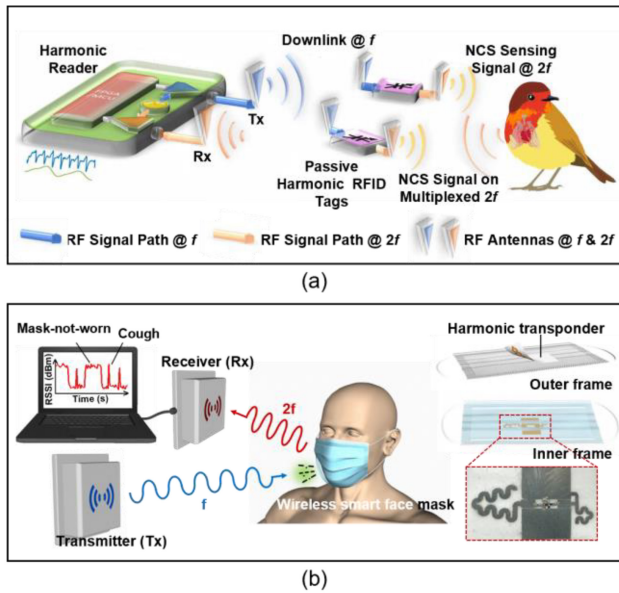 Harmonic
Reader
FPGA
/MCU
Downlink @ f
NCS Sensing
Signal @ 2f
Tx
Rx
Passive
Harmonic RFID
Tags
NCS Signal on
Multiplexed 2f
RF Signal Path @ f
RF Signal Path @ 2f
RF Antennas @ f & 2f
(a)
Mask-not-worn
Cough
RSSI (dBm)
Time (s)
Receiver (Rx)
2f
Harmonic transponder
Outer frame
Inner frame
f
Wireless smart face mask
Transmitter (Tx)
(b)